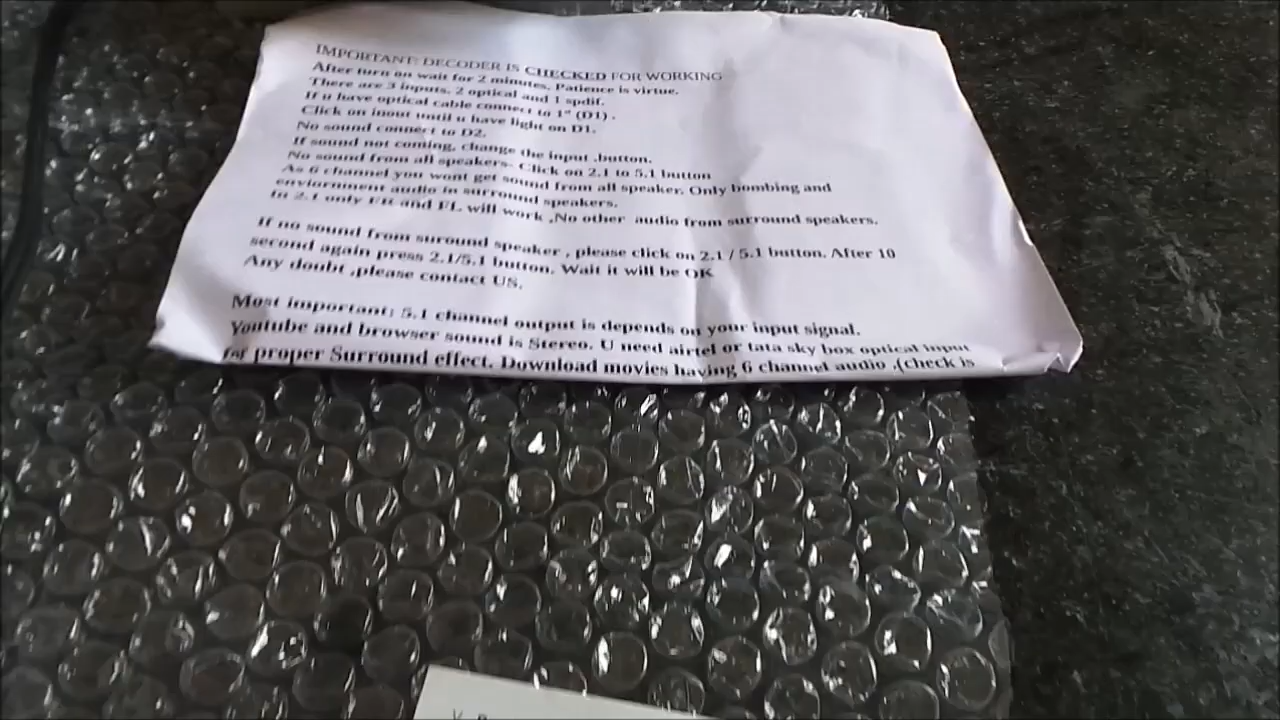 IMPORTANT: DECODER IS CHECKED FOR WORKING
After turn on wait for 2 minutes. Patience is virtue.
There are 3 inputs. 2 optical and 1 spdif.
If u have optical cable connect to 1" (D1) .
Click on inout until u have light on D1.
No sound connect to D2.
If sound not coming, change the input .button.
No sound from all speakers- Click on 2.1 to 5.1 button
As 6 channel you wont get sound from all speaker. Only bombing and
enviornment audio in surround speakers.
In 2.1 only FR and FL will work ,No other audio from surround speakers.
If no sound from suround speaker , please click on 2.1 / 5.1 button. After 10
second again press 2.1/5.1 button. Wait it will be OK
Any doubt ,please contact US.
Most important: 5.1 channel output is depends on your input signal.
Youtube and browser sound is Stereo. U need airtel or tata sky box optical input
for proper Surround effect. Download movies having 6 channel audio .(check is